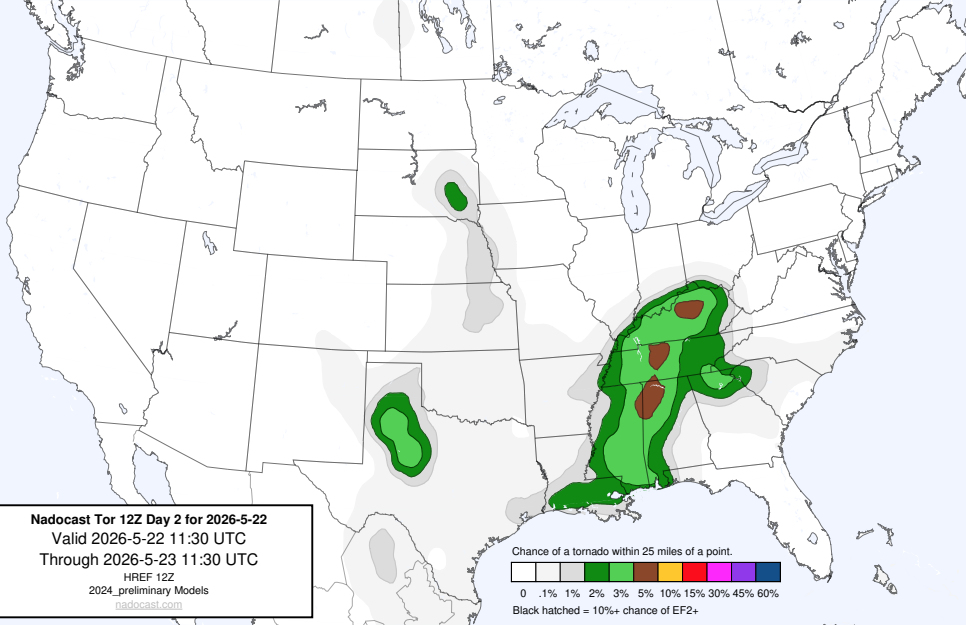 Nadocast Tor 12Z Day 2 for 2026-5-22
Valid 2026-5-22 11:30 UTC
Through 2026-5-23 11:30 UTC
HREF 12Z
2024_preliminary Models
nadocast.com
Chance of a tornado within 25 miles of a point.
0 .1% 1% 2% 3% 5% 10% 15% 30% 45% 60%
Black hatched = 10%+ chance of EF2+